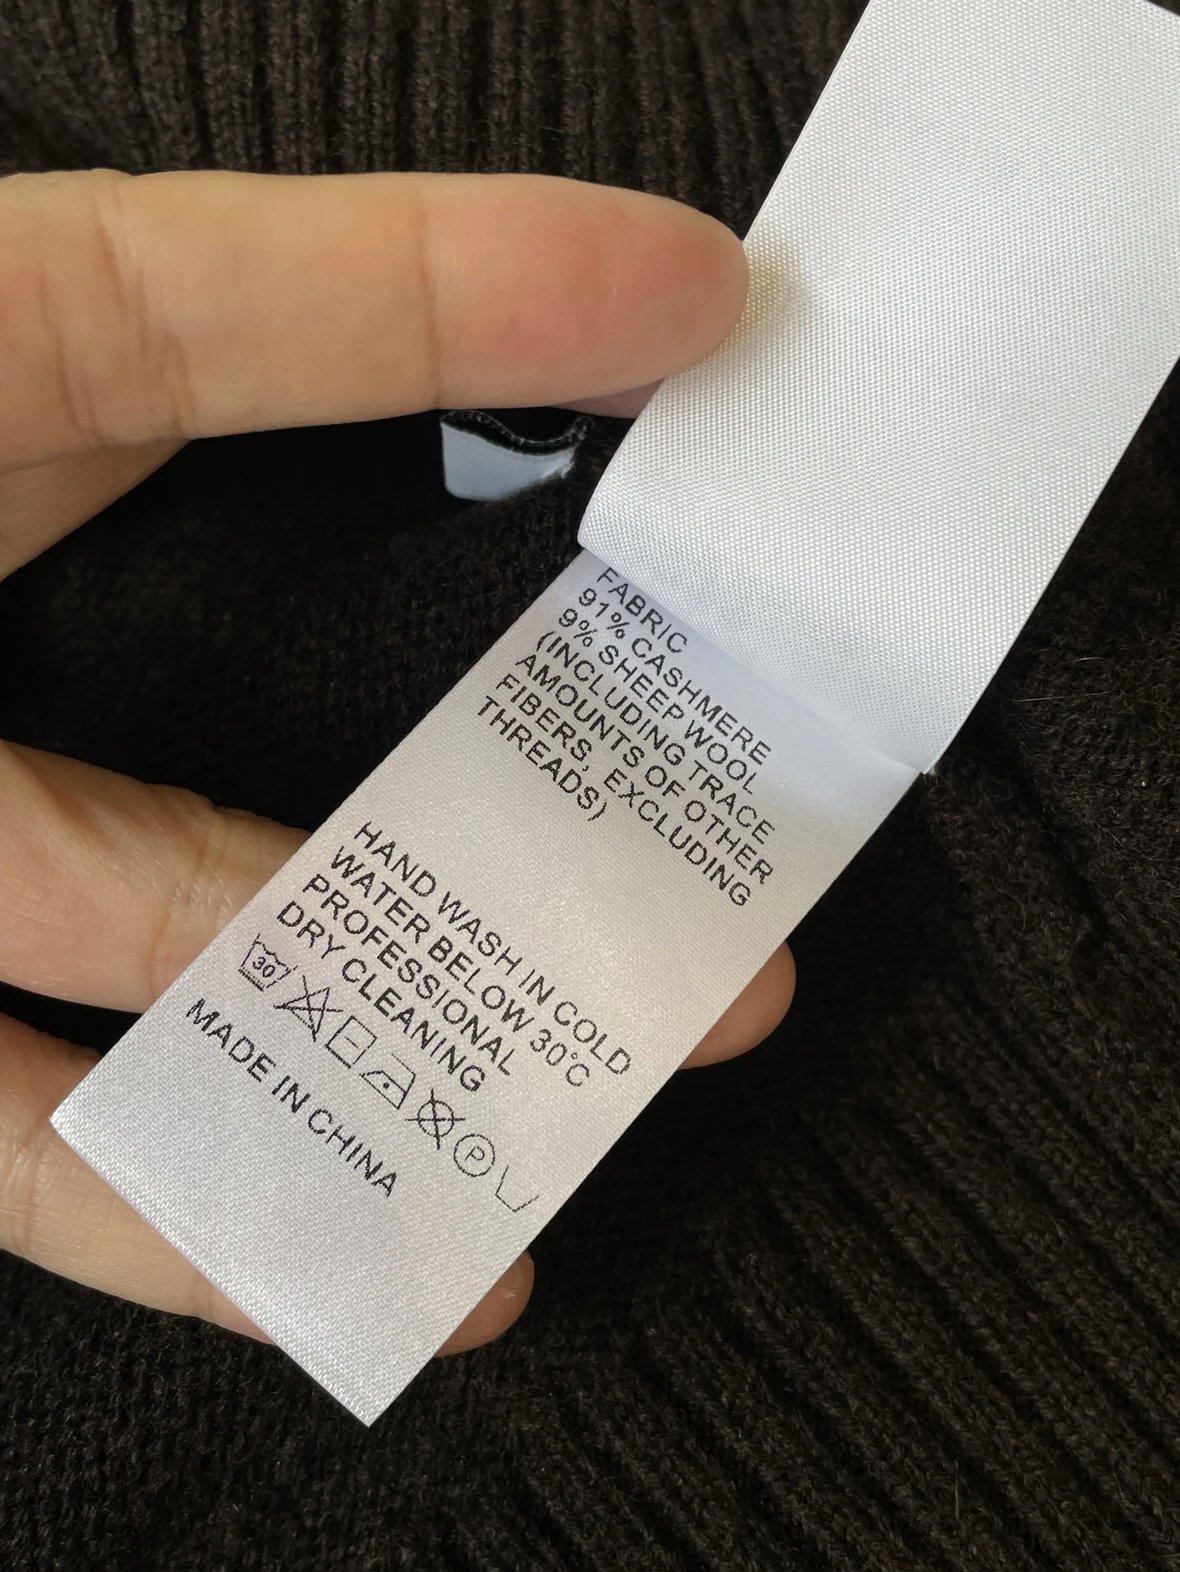 FABRIC
91% CASHMERE
9% SHEEP WOOL
(INCLUDING TRACE
AMOUNTS OF OTHER
FIBERS, EXCLUDING
THREADS)
HAND WASH IN COLD
WATER BELOW 30°C
PROFESSIONAL
DRY CLEANING
30 P
MADE IN CHINA